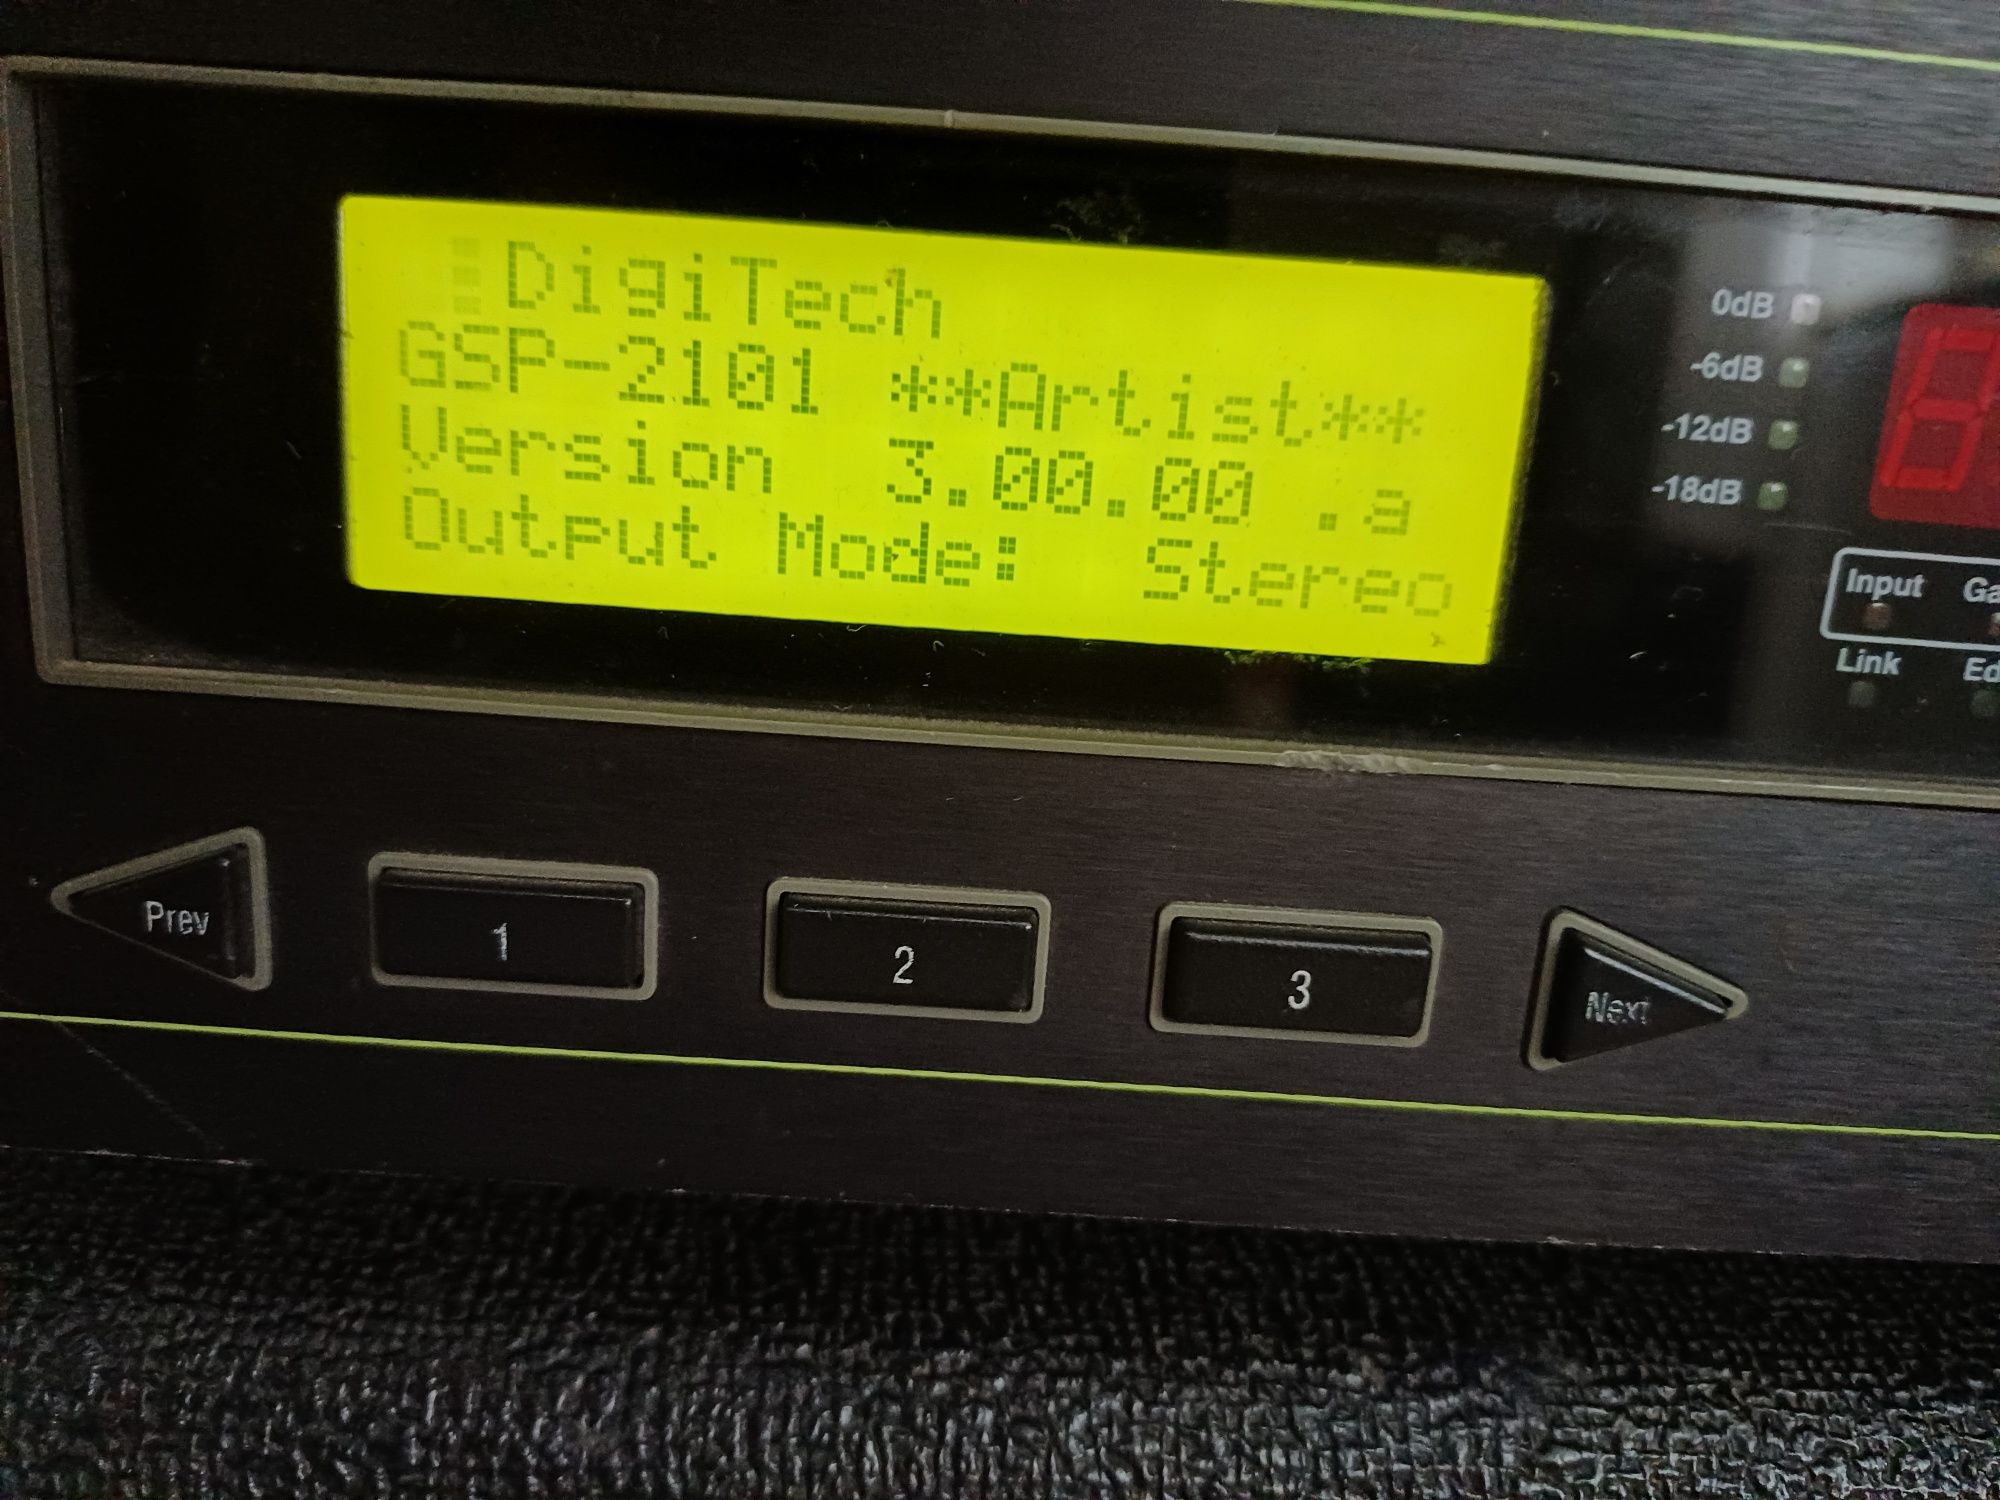 DigiTech
GSP-2101 **Artist**
Version 3.00.00 .a
Output Mode: Stereo
0dB
-6dB
-12dB
-18dB
Input
Link
Prev
1
2
3
Next